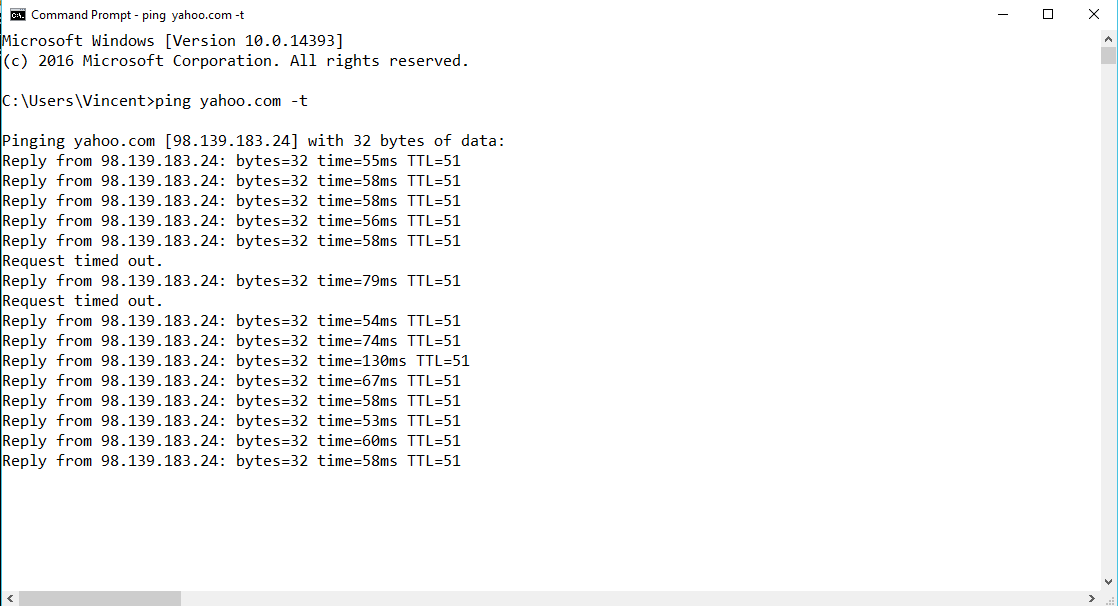 Command Prompt - ping  yahoo.com -t
Microsoft Windows [Version 10.0.14393]
(c) 2016 Microsoft Corporation. All rights reserved.
C:\Users\Vincent>ping yahoo.com -t
Pinging yahoo.com [98.139.183.24] with 32 bytes of data:
Reply from 98.139.183.24: bytes=32 time=55ms TTL=51
Reply from 98.139.183.24: bytes=32 time=58ms TTL=51
Reply from 98.139.183.24: bytes=32 time=58ms TTL=51
Reply from 98.139.183.24: bytes=32 time=56ms TTL=51
Reply from 98.139.183.24: bytes=32 time=58ms TTL=51
Request timed out.
Reply from 98.139.183.24: bytes=32 time=79ms TTL=51
Request timed out.
Reply from 98.139.183.24: bytes=32 time=54ms TTL=51
Reply from 98.139.183.24: bytes=32 time=74ms TTL=51
Reply from 98.139.183.24: bytes=32 time=130ms TTL=51
Reply from 98.139.183.24: bytes=32 time=67ms TTL=51
Reply from 98.139.183.24: bytes=32 time=58ms TTL=51
Reply from 98.139.183.24: bytes=32 time=53ms TTL=51
Reply from 98.139.183.24: bytes=32 time=60ms TTL=51
Reply from 98.139.183.24: bytes=32 time=58ms TTL=51